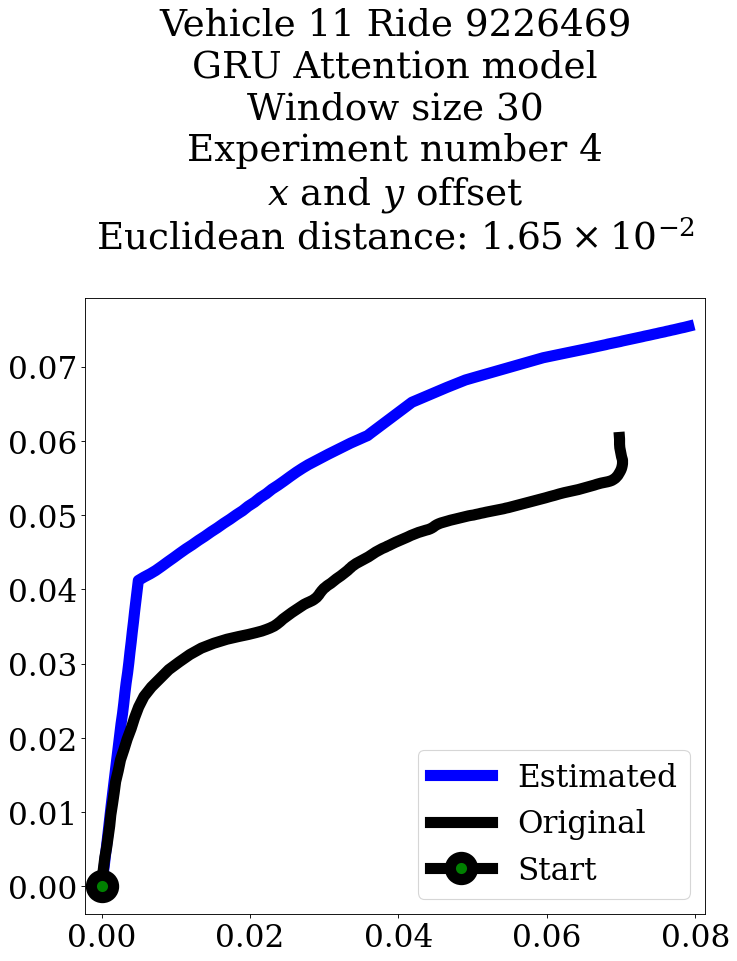 Vehicle 11 Ride 9226469
GRU Attention model
Window size 30
Experiment number 4
x and y offset
Euclidean distance: 1.65 × 10⁻²
0.07
0.06
0.05
0.04
0.03
0.02
0.01
0.00
Estimated
Original
Start
0.00 0.02 0.04 0.06 0.08